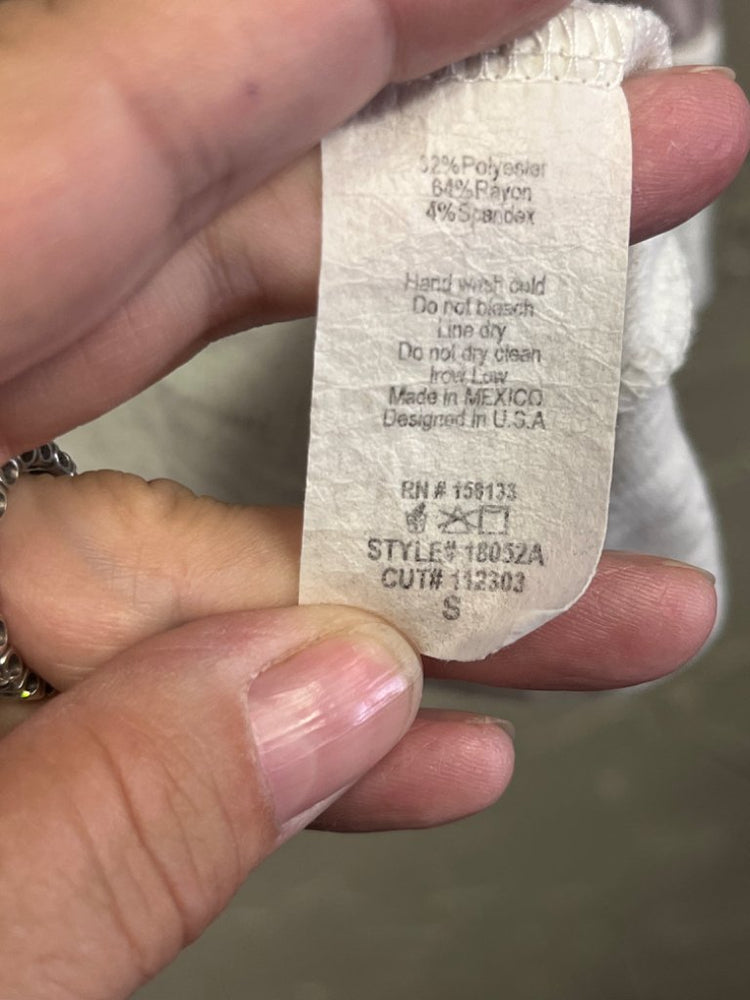 32%Polyester
64%Rayon
4%Spandex
Hand wash cold
Do not bleach
Line dry
Do not dry clean
Iron Low
Made in MEXICO
Designed in U.S.A
RN # 158133
STYLE# 18052A
CUT# 112303
S